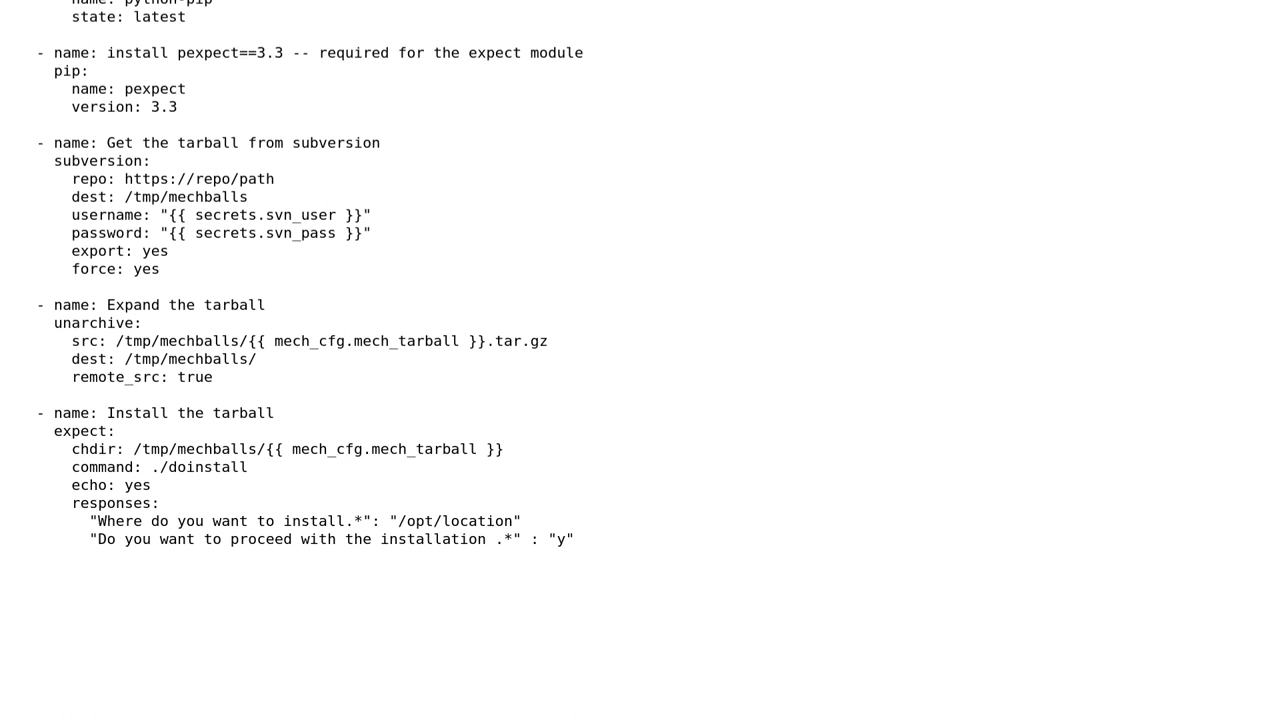 name: python-pip
state: latest
- name: install pexpect==3.3 -- required for the expect module
pip:
name: pexpect
version: 3.3
- name: Get the tarball from subversion
subversion:
repo: https://repo/path
dest: /tmp/mechballs
username: "{{ secrets.svn_user }}"
password: "{{ secrets.svn_pass }}"
export: yes
force: yes
- name: Expand the tarball
unarchive:
src: /tmp/mechballs/{{ mech_cfg.mech_tarball }}.tar.gz
dest: /tmp/mechballs/
remote_src: true
- name: Install the tarball
expect:
chdir: /tmp/mechballs/{{ mech_cfg.mech_tarball }}
command: ./doinstall
echo: yes
responses:
"Where do you want to install.*": "/opt/location"
"Do you want to proceed with the installation .*" : "y"